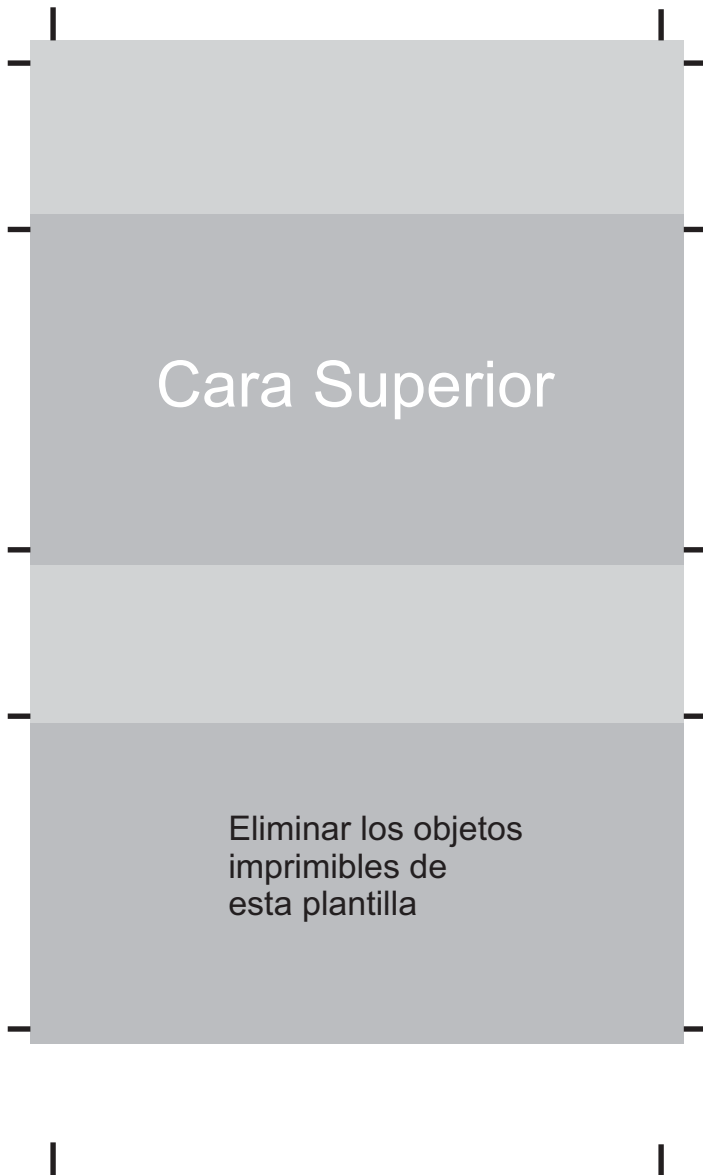 Cara Superior
Eliminar los objetos
imprimibles de
esta plantilla